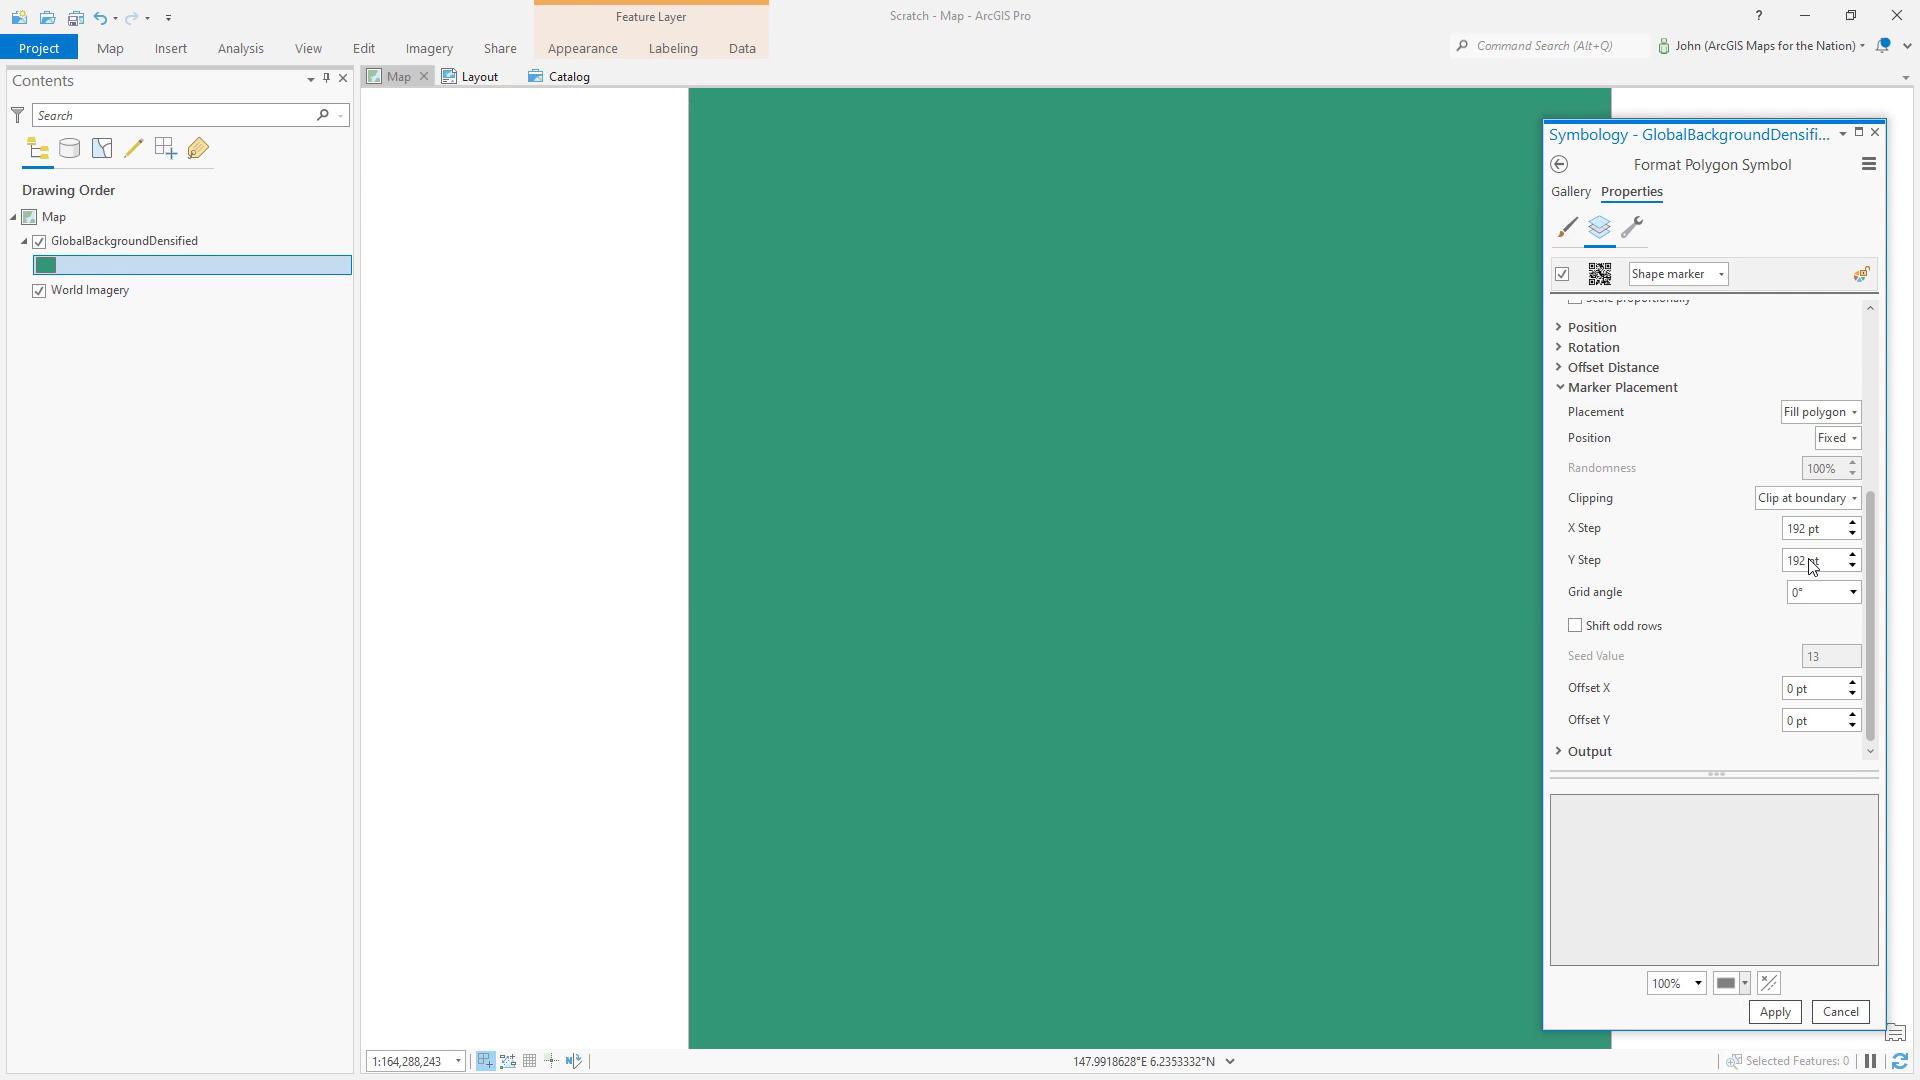 Feature Layer
Scratch - Map - ArcGIS Pro
?
Project
Map
Insert
Analysis
View
Edit
Imagery
Share
Appearance
Labeling
Data
Command Search (Alt+Q)
John (ArcGIS Maps for the Nation)
Contents
Search
Drawing Order
Map
GlobalBackgroundDensified
World Imagery
Map
Layout
Catalog
Symbology - GlobalBackgroundDensifi...
Format Polygon Symbol
Gallery
Properties
Shape marker
Scale proportionally
Position
Rotation
Offset Distance
Marker Placement
Placement
Fill polygon
Position
Fixed
Randomness
100%
Clipping
Clip at boundary
X Step
192 pt
Y Step
192 pt
Grid angle
0°
Shift odd rows
Seed Value
13
Offset X
0 pt
Offset Y
0 pt
Output
100%
Apply
Cancel
1:164,288,243
147.9918628°E 6.2353332°N
Selected Features: 0